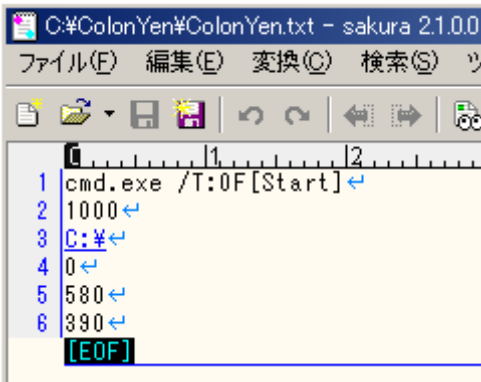 C:¥ColonYen¥ColonYen.txt - sakura 2.1.0.0
ファイル(F) 編集(E) 変換(C) 検索(S)
0 1 2
1 cmd.exe /T:0F[Start]↵
2 1000↵
3 C:¥↵
4 0↵
5 580↵
6 390↵
[EOF]